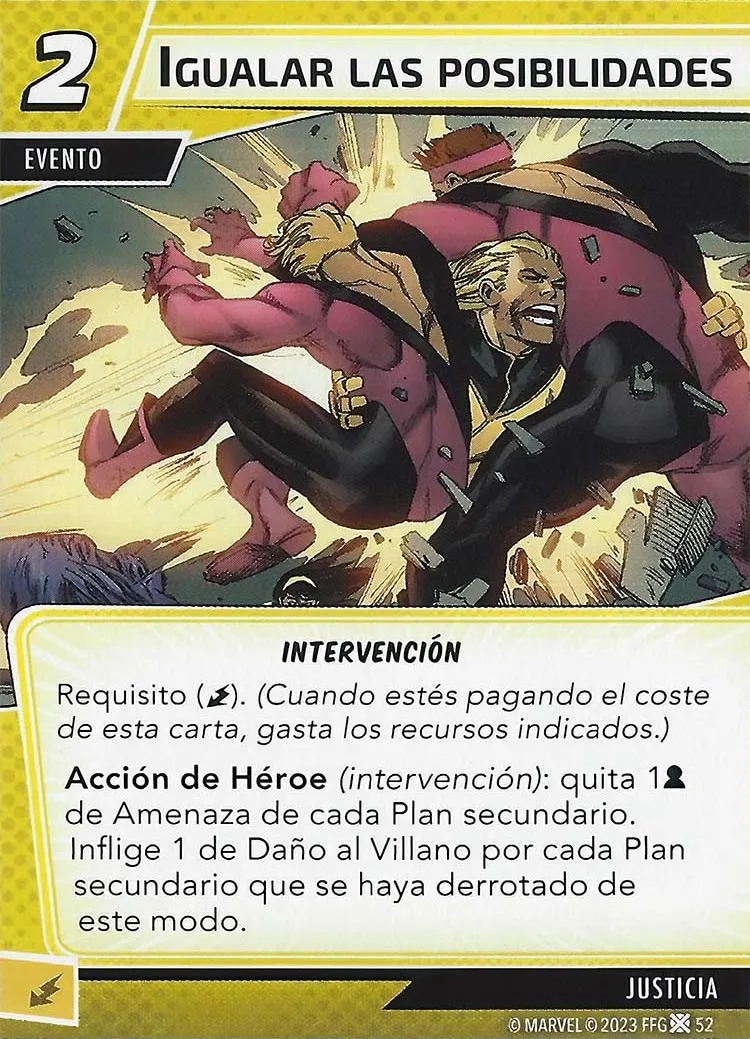 2
IGUALAR LAS POSIBILIDADES
EVENTO
INTERVENCIÓN
Requisito (). (Cuando estés pagando el coste
de esta carta, gasta los recursos indicados.)
Acción de Héroe (intervención): quita 1
de Amenaza de cada Plan secundario.
Inflige 1 de Daño al Villano por cada Plan
secundario que se haya derrotado de
este modo.
JUSTICIA
© MARVEL © 2023 FFG 52